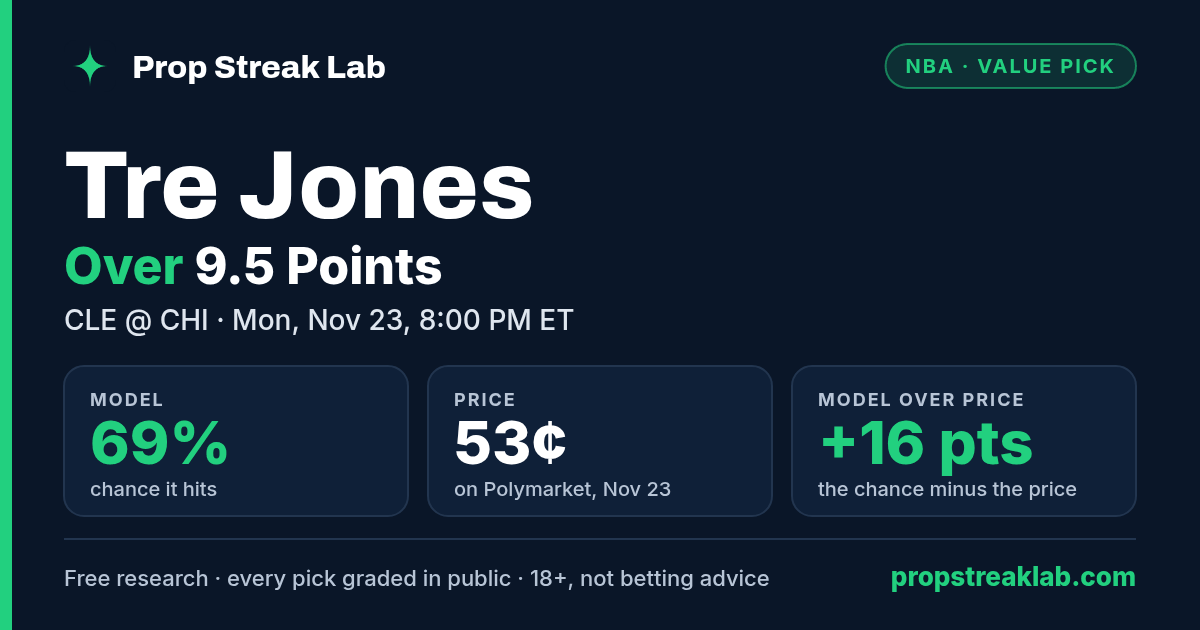 Prop Streak Lab
NBA · VALUE PICK
Tre Jones
Over 9.5 Points
CLE @ CHI · Mon, Nov 23, 8:00 PM ET
MODEL
69%
chance it hits
PRICE
53¢
on Polymarket, Nov 23
MODEL OVER PRICE
+16 pts
the chance minus the price
Free research · every pick graded in public · 18+, not betting advice
propstreaklab.com